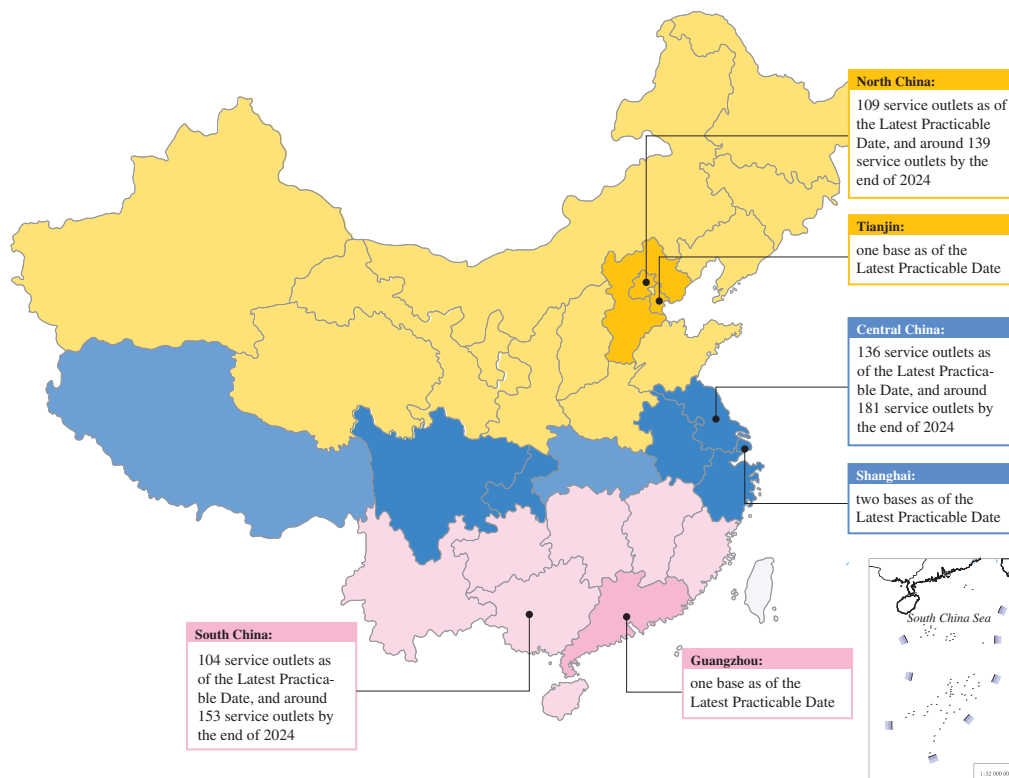 North China:
109 service outlets as of
the Latest Practicable
Date, and around 139
service outlets by the
end of 2024
Tianjin:
one base as of the
Latest Practicable Date
Central China:
136 service outlets as
of the Latest Practica-
ble Date, and around
181 service outlets by
the end of 2024
Shanghai:
two bases as of the
Latest Practicable Date
South China:
104 service outlets as
of the Latest Practica-
ble Date, and around
153 service outlets by
the end of 2024
Guangzhou:
one base as of the
Latest Practicable Date
South China Sea